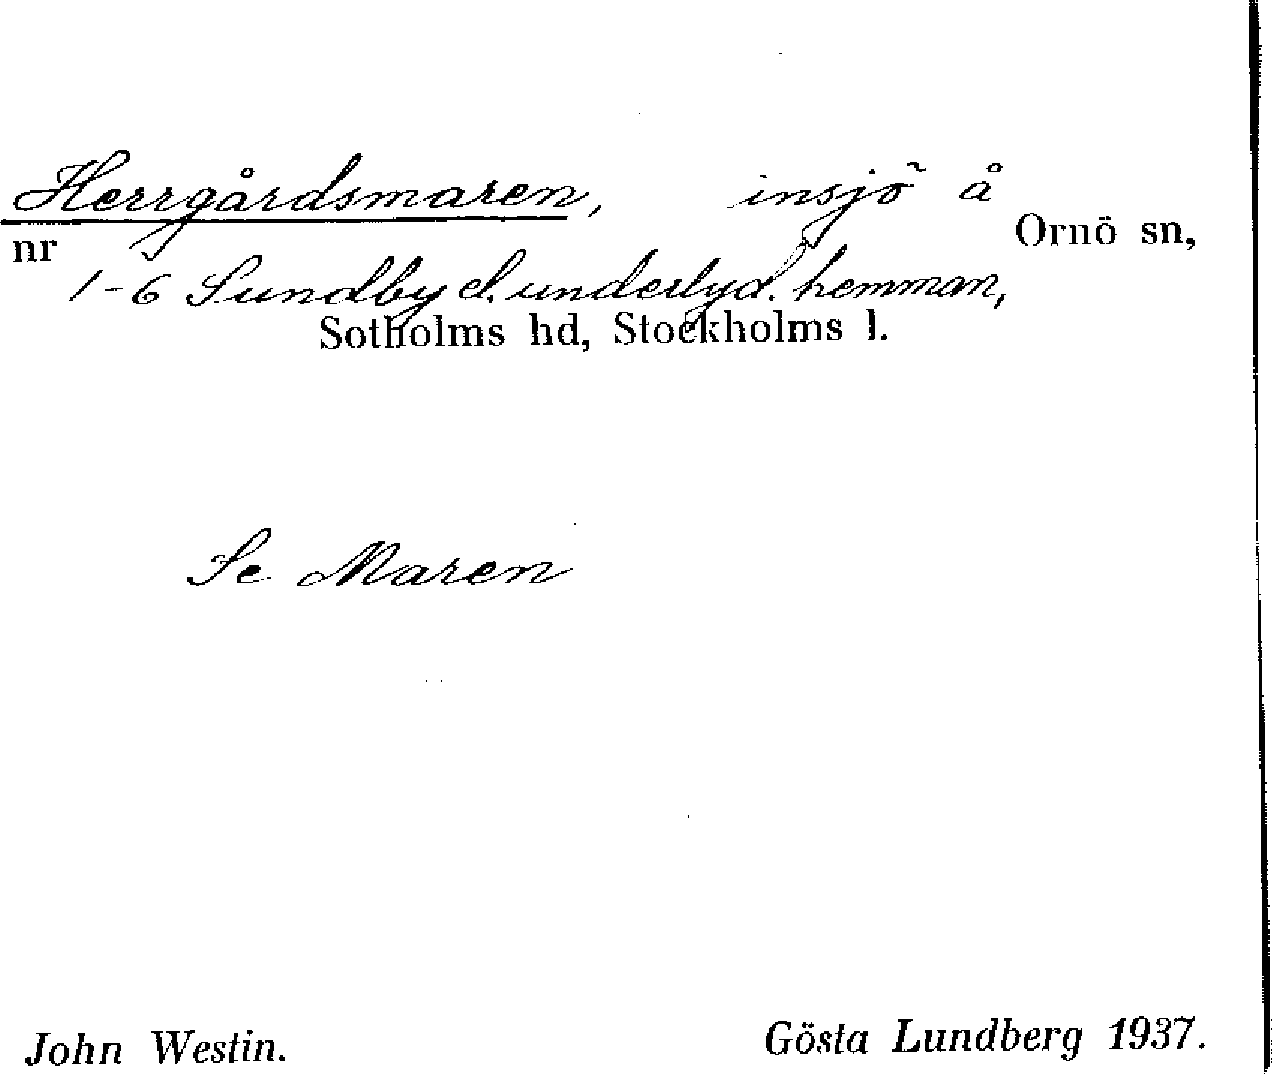 Herrgårdsmaren, insjö å
nr Ornö sn,
1-6 Sundby el. underlyd. hemman,
Sotholms hd, Stockholms l.
Se Maren
John Westin. Gösta Lundberg 1937.